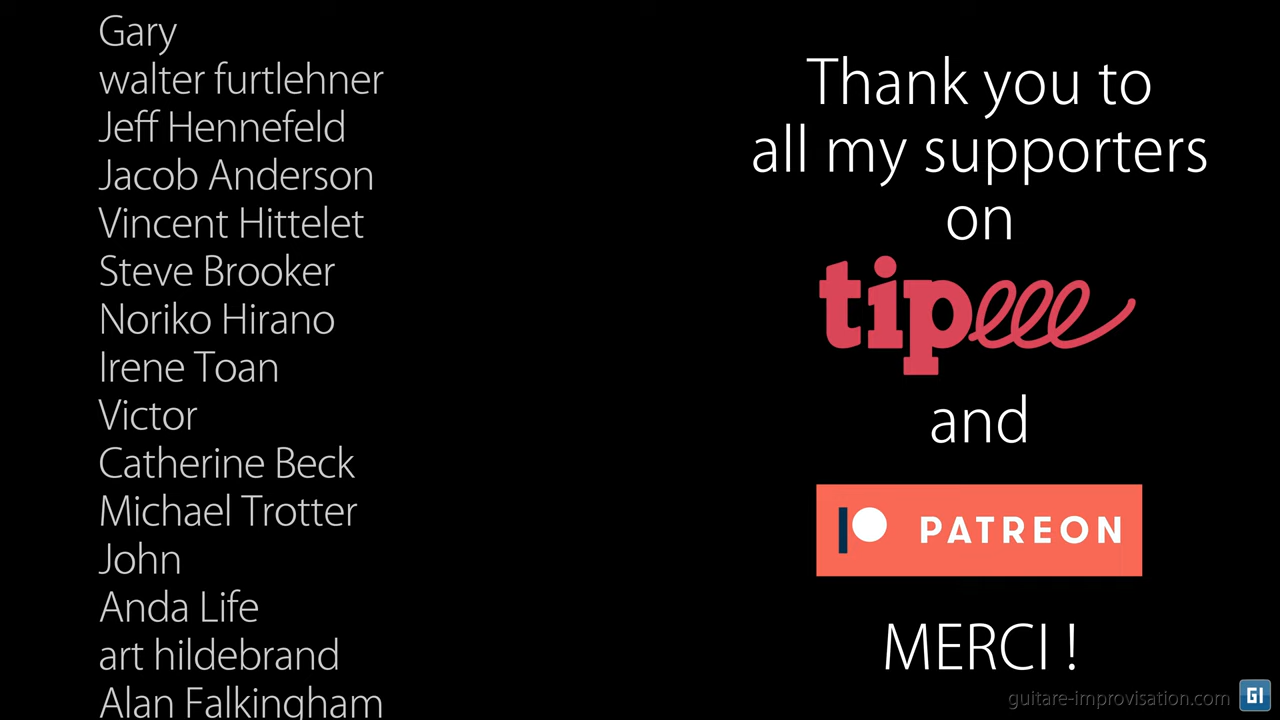 Gary
walter furtlehner
Jeff Hennefeld
Jacob Anderson
Vincent Hittelet
Steve Brooker
Noriko Hirano
Irene Toan
Victor
Catherine Beck
Michael Trotter
John
Anda Life
art hildebrand
Alan Falkingham
Thank you to
all my supporters
on
tipeee
and
PATREON
MERCI !
guitare-improvisation.com GI